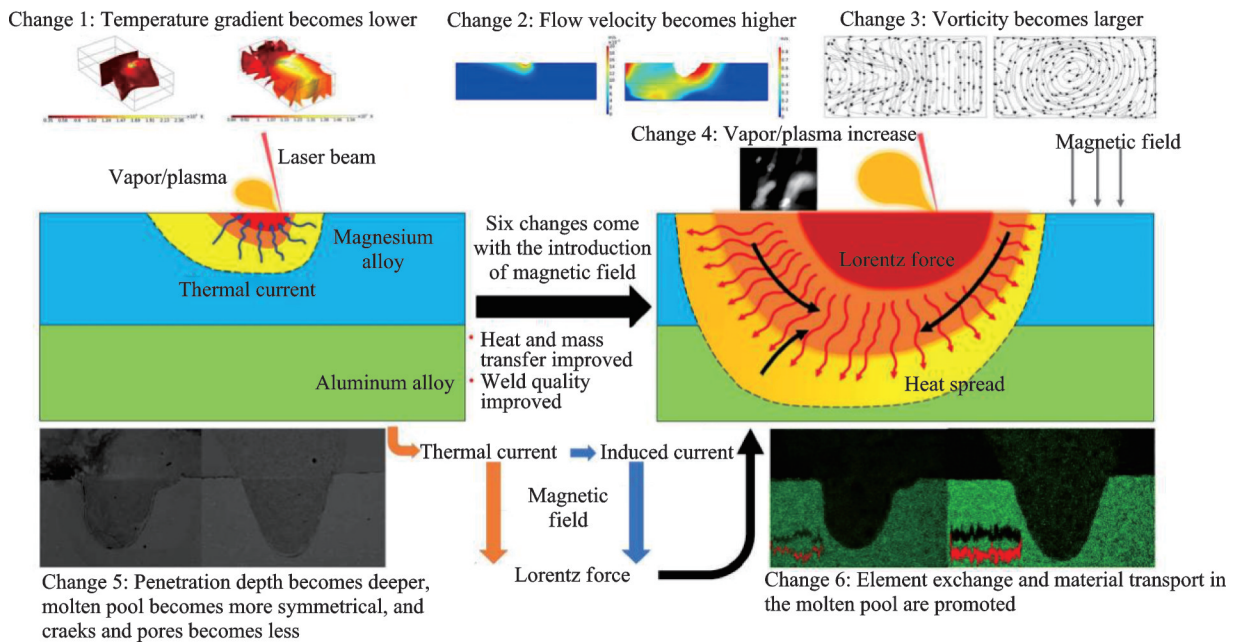 Change 1: Temperature gradient becomes lower
Change 2: Flow velocity becomes higher
Change 3: Vorticity becomes larger
Change 4: Vapor/plasma increase
Magnetic field
Laser beam
Vapor/plasma
Magnesium
alloy
Thermal current
Aluminum alloy
Six changes come
with the introduction
of magnetic field
• Heat and mass
transfer improved
• Weld quality
improved
Lorentz force
Heat spread
Thermal current
Induced current
Magnetic
field
Lorentz force
Change 5: Penetration depth becomes deeper,
molten pool becomes more symmetrical, and
craeks and pores becomes less
Change 6: Element exchange and material transport in
the molten pool are promoted